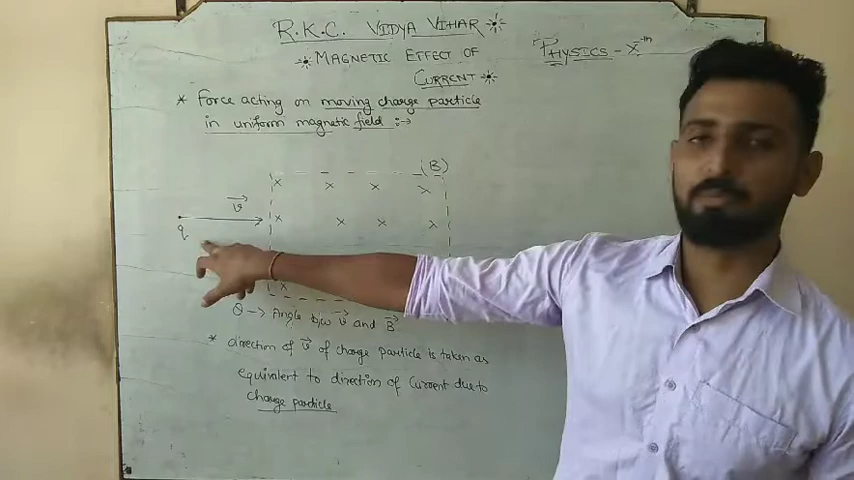 R.K.C. VIDYA VIHAR
MAGNETIC EFFECT OF
CURRENT
PHYSICS - X th
* Force acting on moving charge particle
in uniform magnetic field :→
(B)
x x x x
v
q
x x x x
x
θ → Angle b/w v and B
* direction of v of charge particle is taken as
equivalent to direction of current due to
charge particle